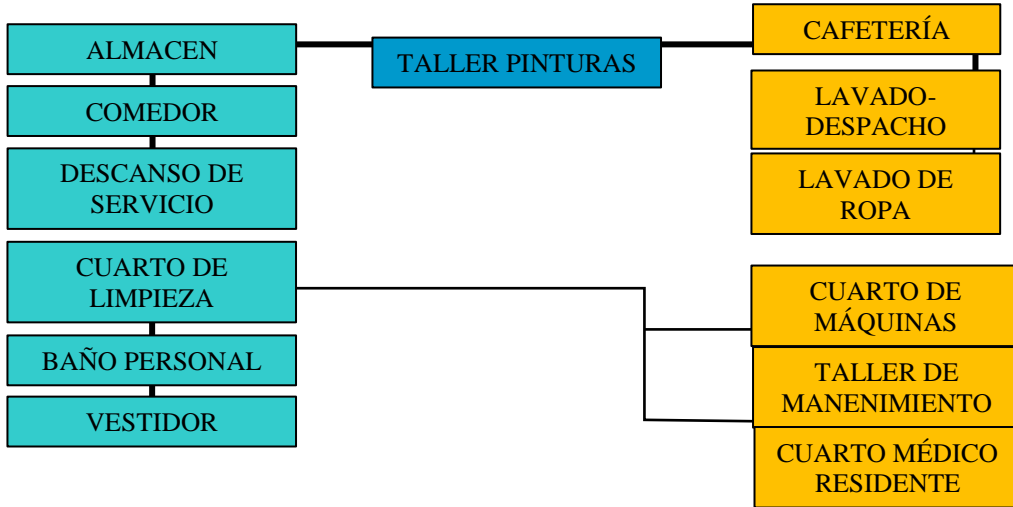 ALMACEN
COMEDOR
DESCANSO DE
SERVICIO
CUARTO DE
LIMPIEZA
BAÑO PERSONAL
VESTIDOR
TALLER PINTURAS
CAFETERÍA
LAVADO-
DESPACHO
LAVADO DE
ROPA
CUARTO DE
MÁQUINAS
TALLER DE
MANENIMIENTO
CUARTO MÉDICO
RESIDENTE